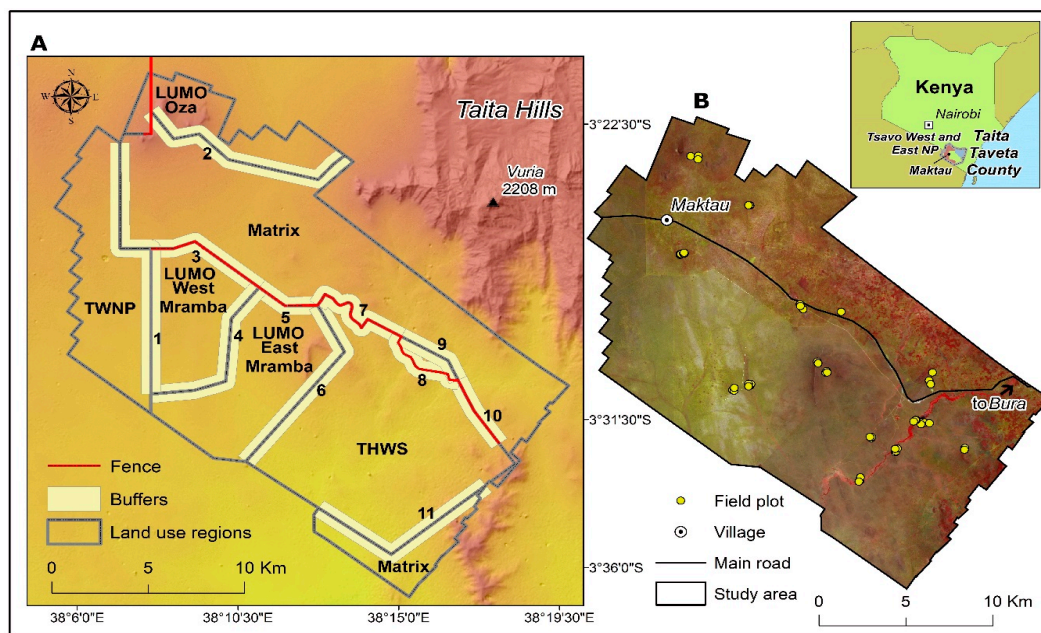 A
N
W
E
S
LUMO
Oza
2
Taita Hills
Vuria
2208 m
Matrix
3
LUMO
West
Mramba
TWNP
1
4
5
LUMO
East
Mramba
7
9
8
6
10
THWS
Fence
Buffers
Land use regions
11
Matrix
0
5
10 Km
38°6'0"E
38°10'30"E
38°15'0"E
38°19'30"E
3°22'30"S
3°31'30"S
3°36'0"S
B
Maktau
to Bura
Field plot
Village
Main road
Study area
0
5
10 Km
Kenya
Nairobi
Tsavo West and
East NP
Maktau
Taita
Taveta
County